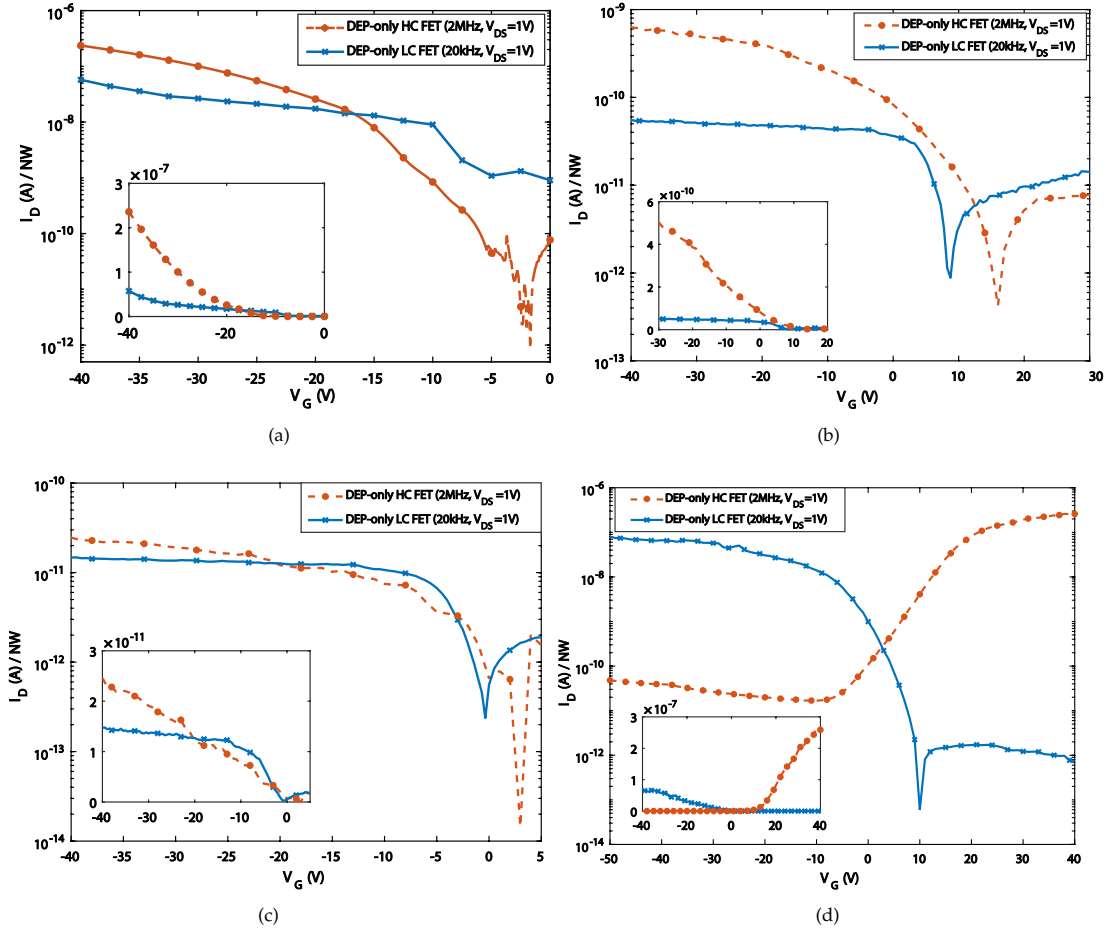 10^-6
10^-7
10^-8
10^-9
10^-10
10^-11
10^-12
I_D (A) / NW
DEP-only HC FET (2MHz, V_DS=1V)
DEP-only LC FET (20kHz, V_DS=1V)
×10^-7
3
2
1
0
-40 -20 0
-40 -35 -30 -25 -20 -15 -10 -5 0
V_G (V)
(a)
10^-9
10^-10
10^-11
10^-12
10^-13
I_D (A) / NW
DEP-only HC FET (2MHz, V_DS=1V)
DEP-only LC FET (20kHz, V_DS=1V)
×10^-10
6
4
2
0
-30 -20 -10 0 10 20
-40 -30 -20 -10 0 10 20 30
V_G (V)
(b)
10^-10
10^-11
10^-12
10^-13
10^-14
I_D (A) / NW
DEP-only HC FET (2MHz, V_DS=1V)
DEP-only LC FET (20kHz, V_DS=1V)
×10^-11
3
2
1
0
-40 -30 -20 -10 0
-40 -35 -30 -25 -20 -15 -10 -5 0 5
V_G (V)
(c)
10^-6
10^-8
10^-10
10^-12
10^-14
I_D (A) / NW
DEP-only HC FET (2MHz, V_DS=1V)
DEP-only LC FET (20kHz, V_DS=1V)
×10^-7
3
2
1
0
-40 -20 0 20 40
-50 -40 -30 -20 -10 0 10 20 30 40
V_G (V)
(d)